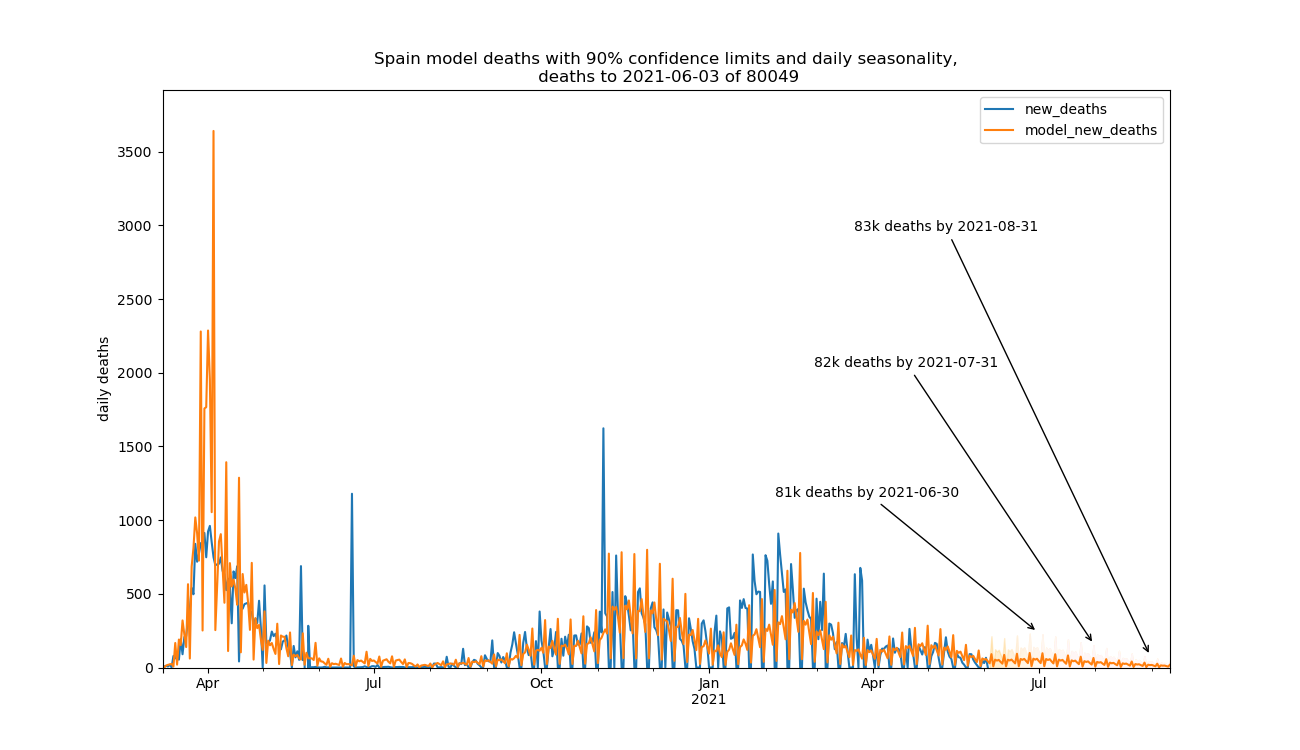 Spain model deaths with 90% confidence limits and daily seasonality,
deaths to 2021-06-03 of 80049
new_deaths
model_new_deaths
daily deaths
3500
3000
2500
2000
1500
1000
500
0
83k deaths by 2021-08-31
82k deaths by 2021-07-31
81k deaths by 2021-06-30
Apr
Jul
Oct
Jan
2021
Apr
Jul